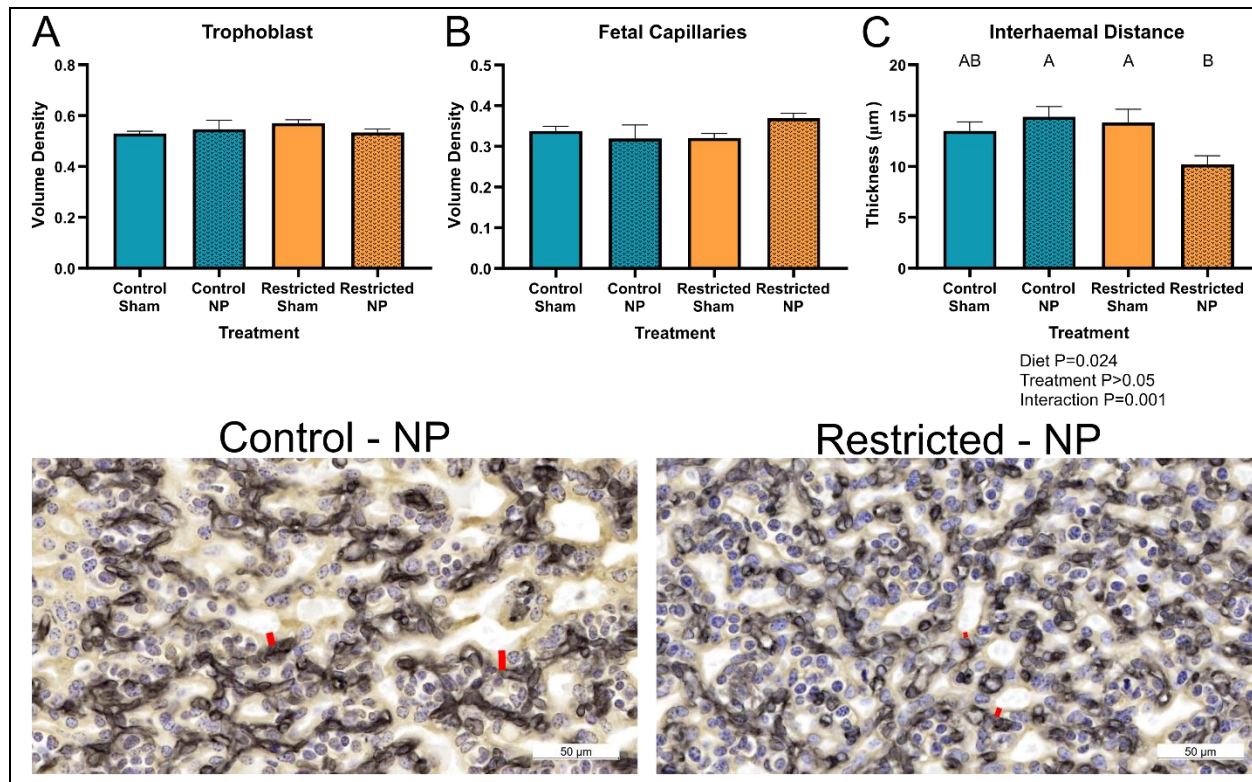 A
Trophoblast
Volume Density
0.8
0.6
0.4
0.2
0.0
Control Sham
Control NP
Restricted Sham
Restricted NP
Treatment
B
Fetal Capillaries
Volume Density
0.5
0.4
0.3
0.2
0.1
0.0
Control Sham
Control NP
Restricted Sham
Restricted NP
Treatment
C
Interhaemal Distance
Thickness (µm )
20
15
10
5
0
AB
A
A
B
Control Sham
Control NP
Restricted Sham
Restricted NP
Treatment
Diet P=0.024
Treatment P>0.05
Interaction P=0.001
Control - NP
Restricted - NP
50 µm
50 µm